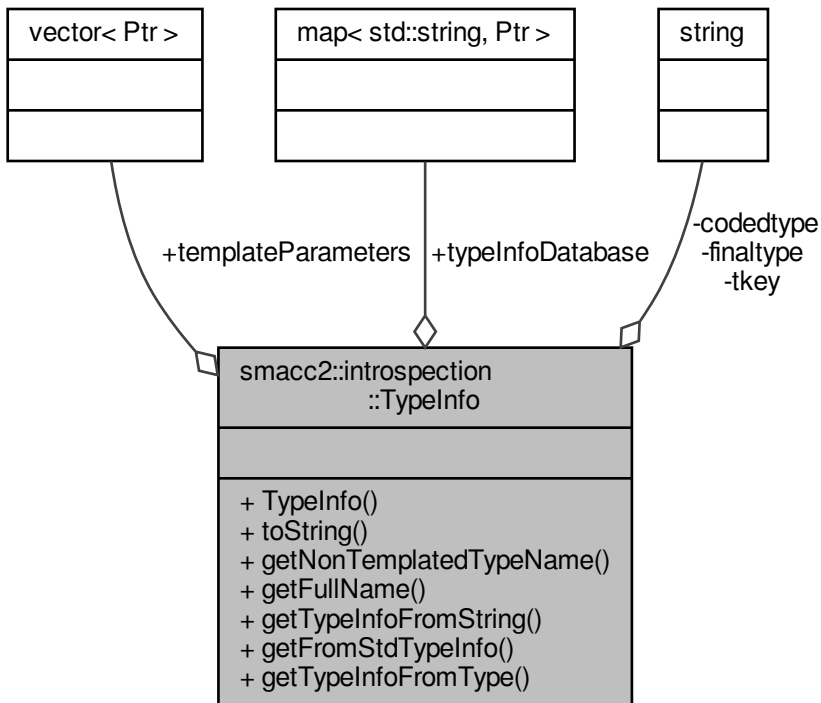 vector< Ptr >
map< std::string, Ptr >
string
+templateParameters
+typeInfoDatabase
-codedtype
-finaltype
-tkey
smacc2::introspection
::TypeInfo
+ TypeInfo()
+ toString()
+ getNonTemplatedTypeName()
+ getFullName()
+ getTypeInfoFromString()
+ getFromStdTypeInfo()
+ getTypeInfoFromType()